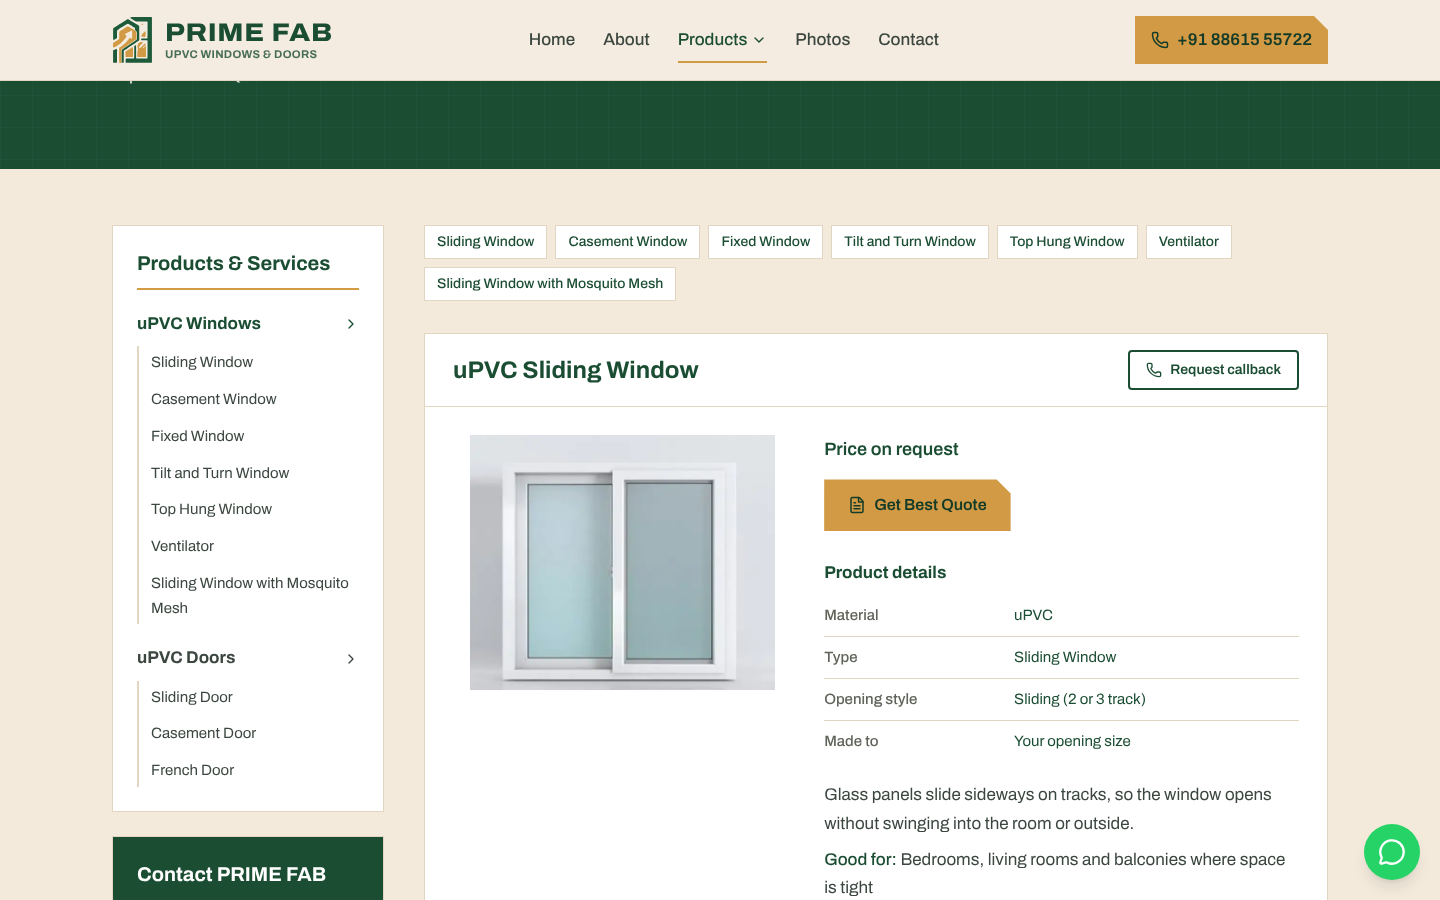 PRIME FAB
UPVC WINDOWS & DOORS
Home
About
Products
Photos
Contact
+91 88615 55722
Products & Services
uPVC Windows
Sliding Window
Casement Window
Fixed Window
Tilt and Turn Window
Top Hung Window
Ventilator
Sliding Window with Mosquito
Mesh
uPVC Doors
Sliding Door
Casement Door
French Door
Contact PRIME FAB
Sliding Window
Casement Window
Fixed Window
Tilt and Turn Window
Top Hung Window
Ventilator
Sliding Window with Mosquito Mesh
uPVC Sliding Window
Request callback
Price on request
Get Best Quote
Product details
Material
uPVC
Type
Sliding Window
Opening style
Sliding (2 or 3 track)
Made to
Your opening size
Glass panels slide sideways on tracks, so the window opens
without swinging into the room or outside.
Good for: Bedrooms, living rooms and balconies where space
is tight